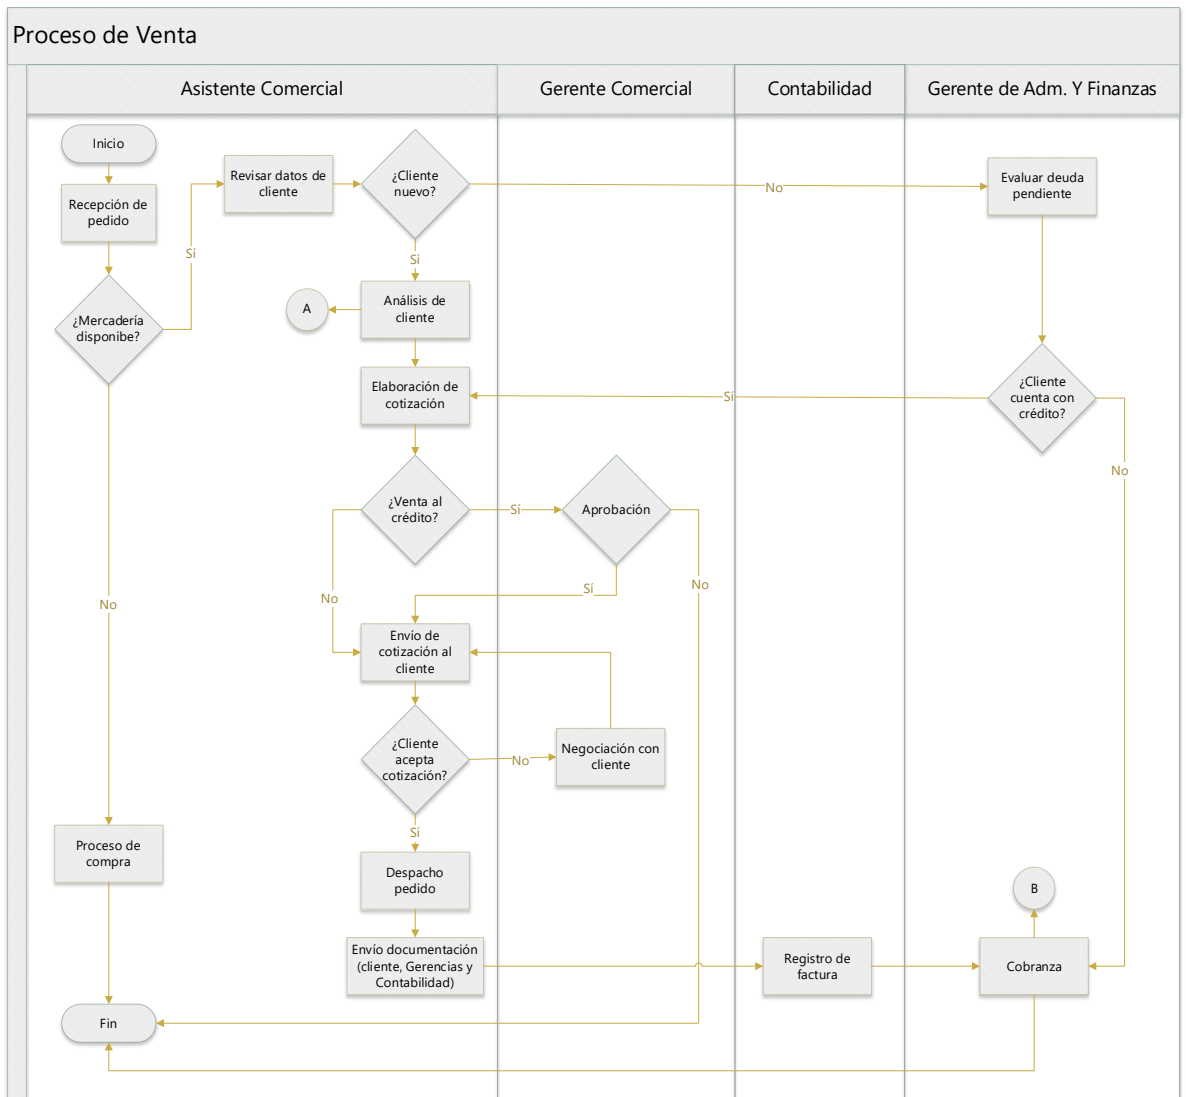 Proceso de Venta
Asistente Comercial
Gerente Comercial
Contabilidad
Gerente de Adm. Y Finanzas
Inicio
Recepción de
pedido
¿Mercadería
disponibe?
Sí
No
Revisar datos de
cliente
¿Cliente
nuevo?
No
Sí
Evaluar deuda
pendiente
A
Análisis de
cliente
Elaboración de
cotización
Sí
¿Cliente
cuenta con
crédito?
No
¿Venta al
crédito?
Sí
Aprobación
No
Sí
No
Envío de
cotización al
cliente
¿Cliente
acepta
cotización?
No
Negociación con
cliente
Sí
Proceso de
compra
Despacho
pedido
B
Envío documentación
(cliente, Gerencias y
Contabilidad)
Registro de
factura
Cobranza
Fin